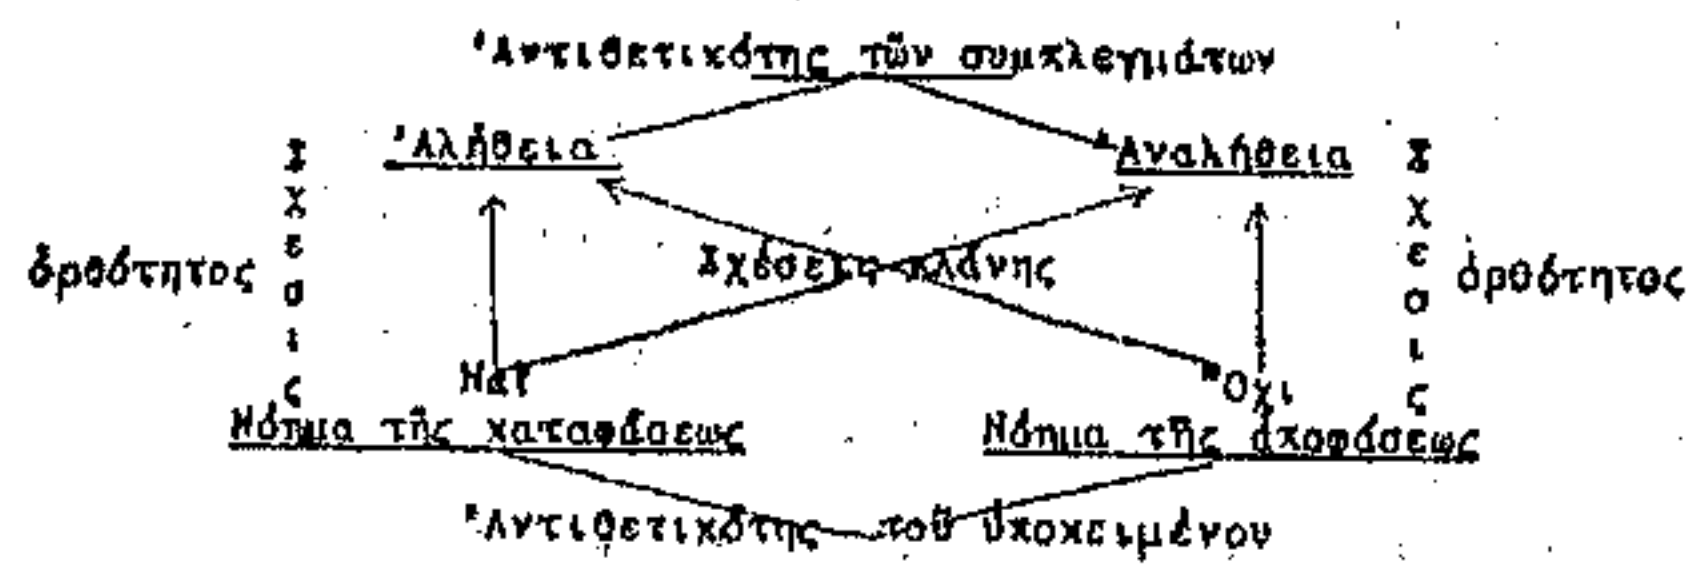 Ἀντιθετικότης τῶν συμπλεγμάτων
Ἀλήθεια Ἀναλήθεια
Σχέσις ὀρθότητος Σχέσεις πλάνης Σχέσις ὀρθότητος
Ναί Ὄχι
Νόημα τῆς καταφάσεως Νόημα τῆς ἀποφάσεως
Ἀντιθετικότης τοῦ ὑποκειμένου